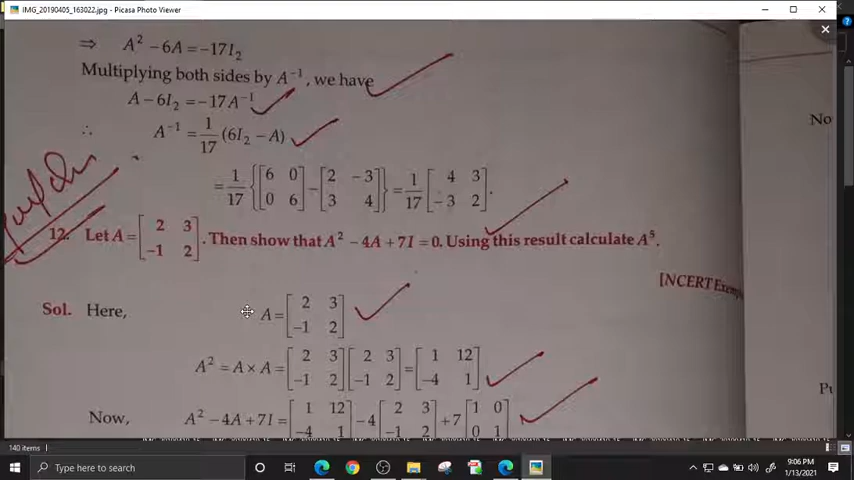 IMG_20190405_163022.jpg - Picasa Photo Viewer
⇒ A² − 6A = −17I₂
Multiplying both sides by A⁻¹, we have
A − 6I₂ = −17A⁻¹
∴ A⁻¹ = 1/17 (6I₂ − A)
= 1/17 {[6 0; 0 6] − [2 −3; 3 4]} = 1/17 [4 3; −3 2].
12. Let A = [2 3; −1 2]. Then show that A² − 4A + 7I = 0. Using this result calculate A⁵.
[NCERT
Sol. Here, A = [2 3; −1 2]
A² = A × A = [2 3; −1 2] [2 3; −1 2] = [1 12; −4 1]
Now, A² − 4A + 7I = [1 12; −4 1] − 4 [2 3; −1 2] + 7 [1 0; 0 1]
No
Pu
140 items
Type here to search
9:06 PM
1/13/2021